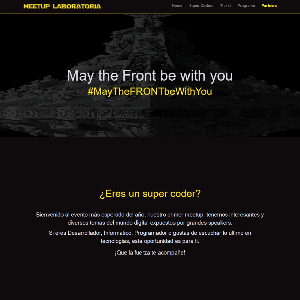 MEETUP LABORATORIA
Home Super Coders Ticket Programa Partners
May the Front be with you
#MayTheFRONTbeWithYou
¿Eres un super coder?
Bienvenido al evento más esperado del año, nuestro primer meetup, tenemos interesantes y
diversos temas del mundo digital expuestos por grandes speakers.
Si eres Desarrollador, Informático, Programador o gustas de escuchar lo último en
tecnologías, esta oportunidad es para ti.
¡Que la fuerza te acompañe!